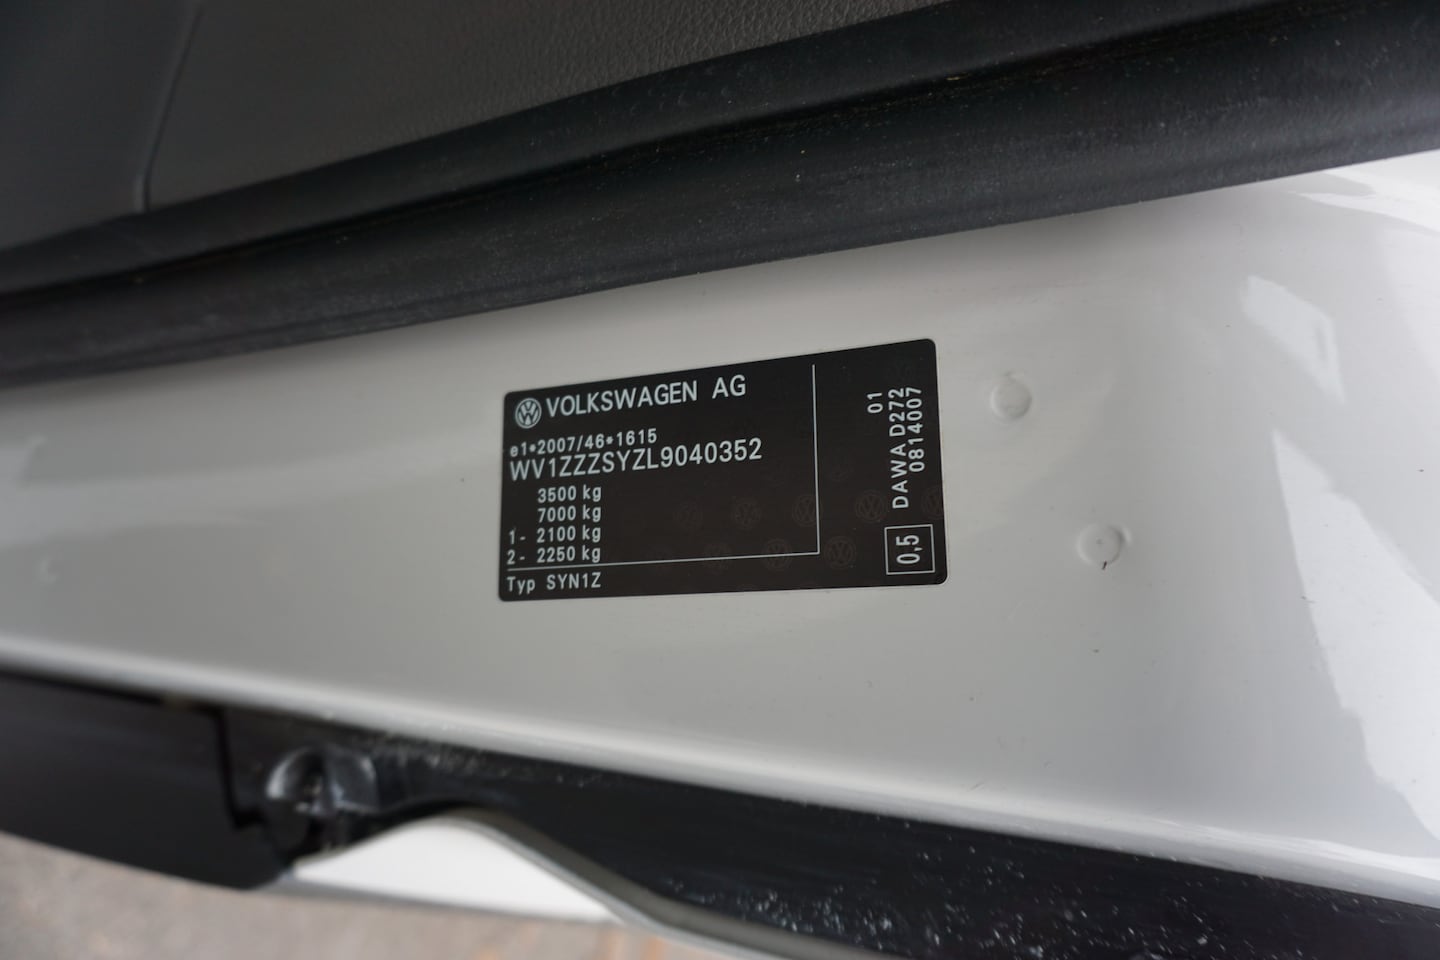 VOLKSWAGEN AG
e1*2007/46*1615
WV1ZZZSYZL9040352
3500 kg
7000 kg
1- 2100 kg
2- 2250 kg
Typ SYN1Z
01
DAWA D272
0814007
0,5